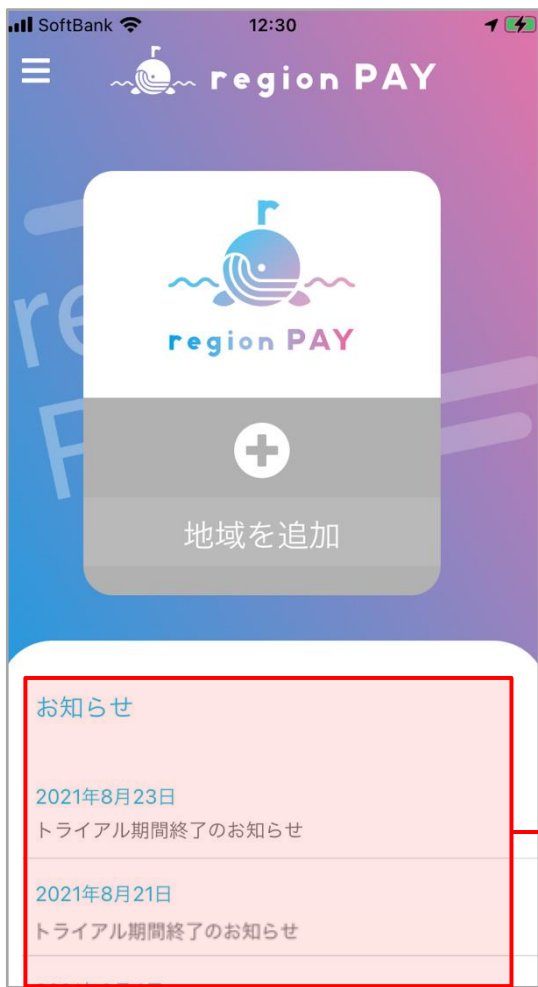 SoftBank 12:30
region PAY
region PAY
地域を追加
お知らせ
2021年8月23日
トライアル期間終了のお知らせ
2021年8月21日
トライアル期間終了のお知らせ